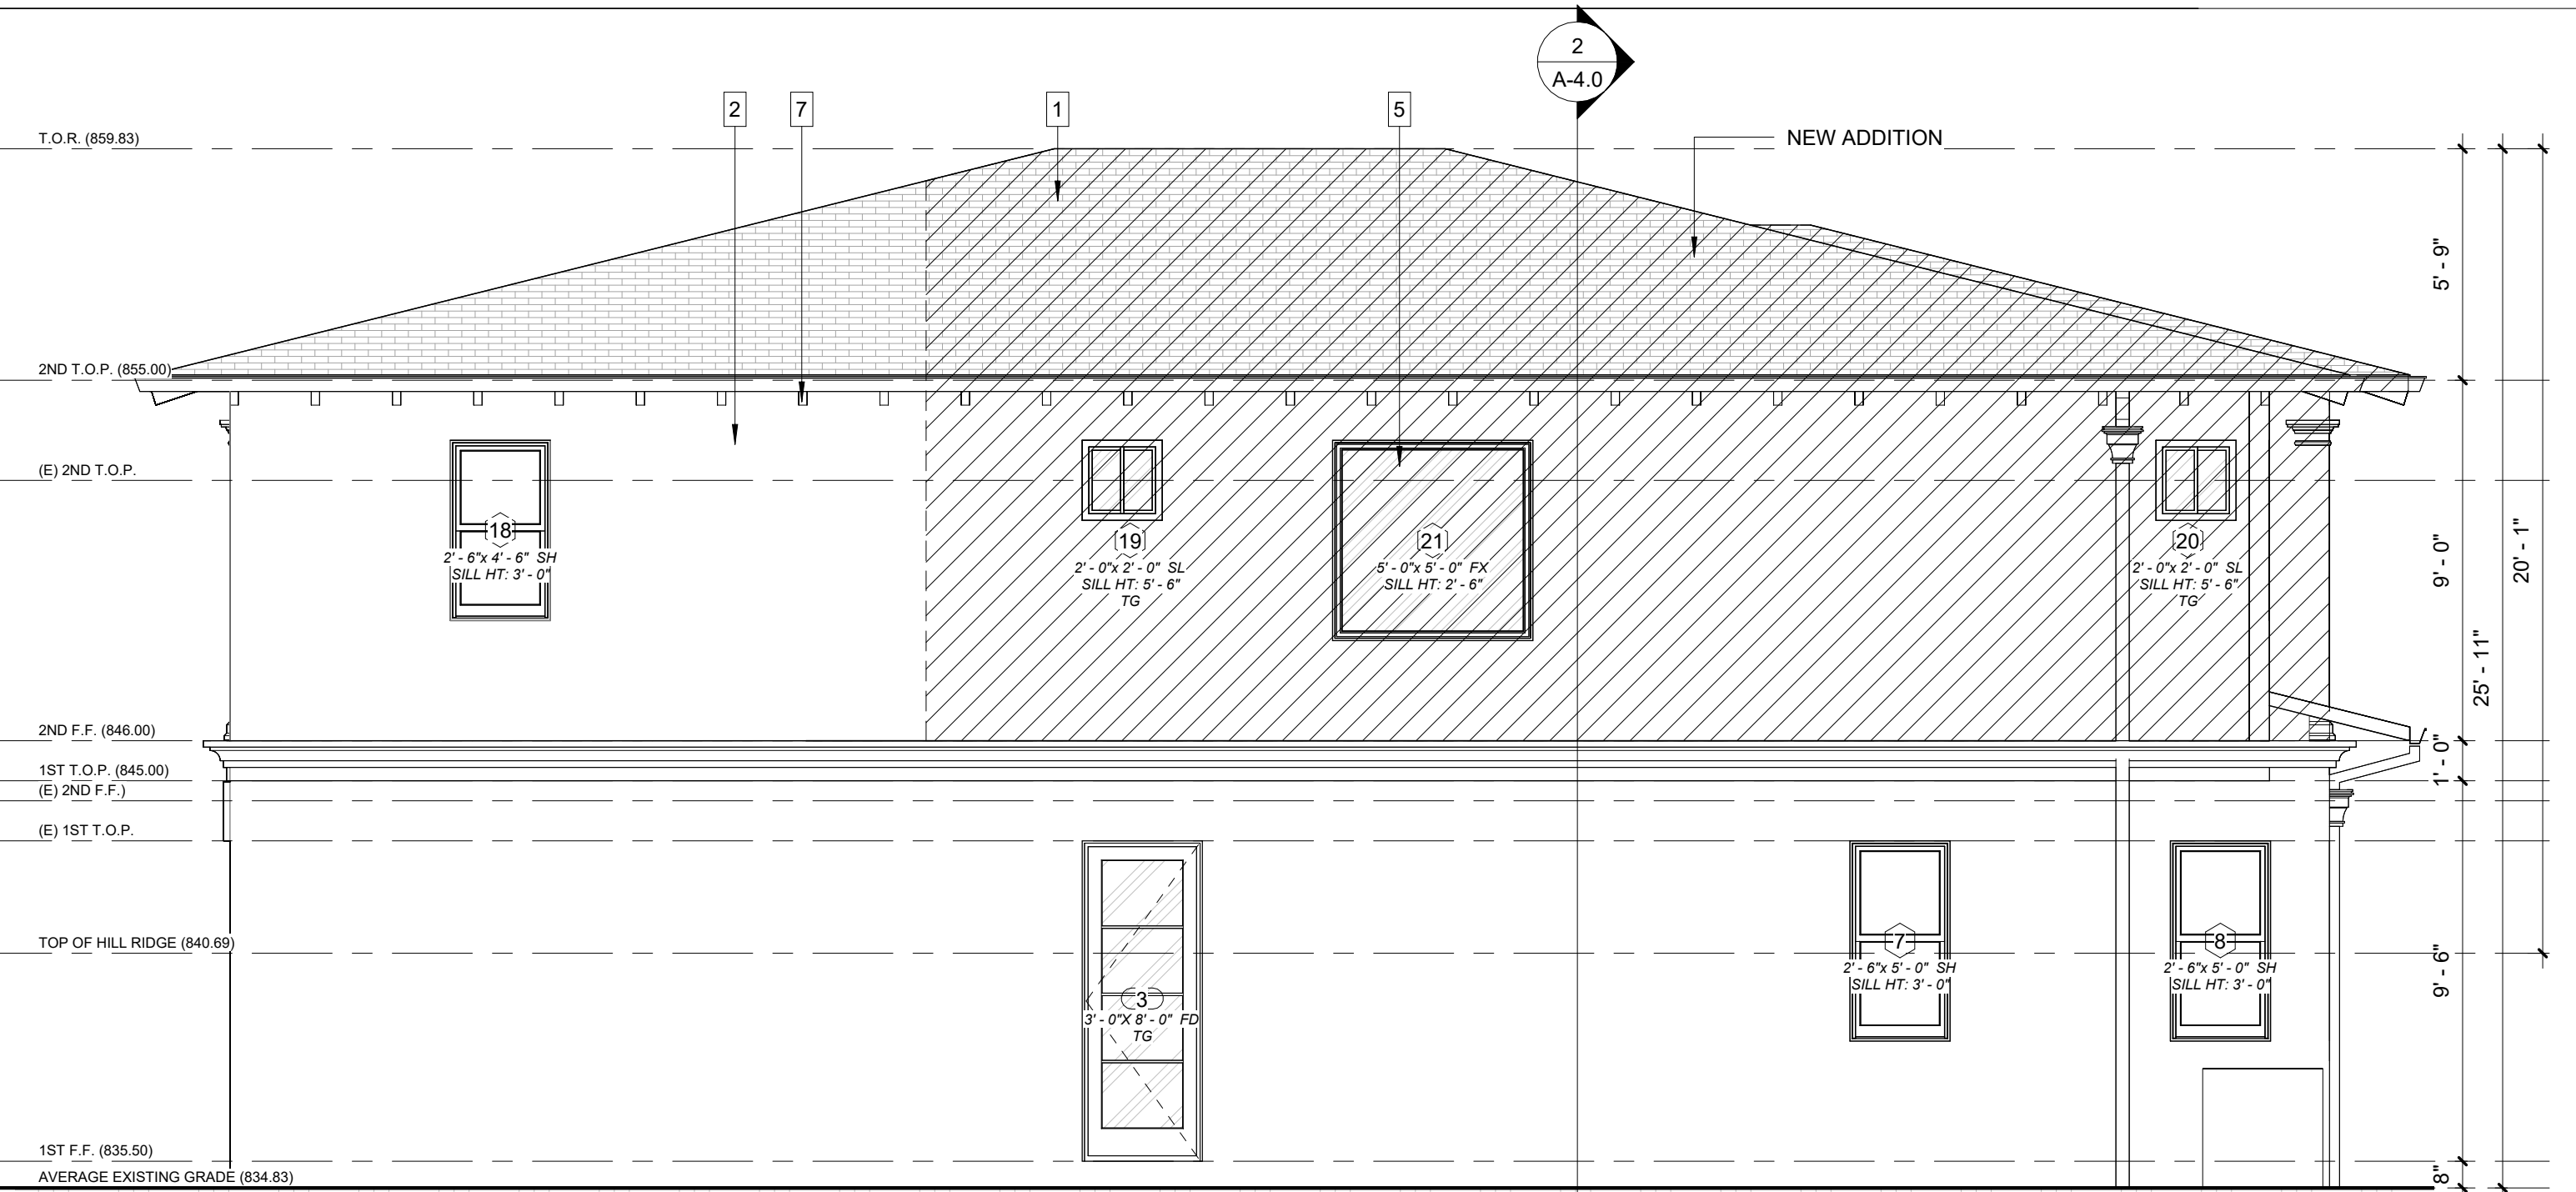 2
A-4.0
2
7
1
5
T.O.R. (859.83)
NEW ADDITION
5' - 9"
2ND T.O.P. (855.00)
(E) 2ND T.O.P.
18
2' - 6"x 4' - 6" SH
SILL HT: 3' - 0"
19
2' - 0"x 2' - 0" SL
SILL HT: 5' - 6"
TG
21
5' - 0"x 5' - 0" FX
SILL HT: 2' - 6"
20
2' - 0"x 2' - 0" SL
SILL HT: 5' - 6"
TG
9' - 0"
20' - 1"
25' - 11"
2ND F.F. (846.00)
1ST T.O.P. (845.00)
1' - 0"
(E) 2ND F.F.)
(E) 1ST T.O.P.
TOP OF HILL RIDGE (840.69)
3
3' - 0"X 8' - 0" FD
TG
7
2' - 6"x 5' - 0" SH
SILL HT: 3' - 0"
8
2' - 6"x 5' - 0" SH
SILL HT: 3' - 0"
9' - 6"
1ST F.F. (835.50)
AVERAGE EXISTING GRADE (834.83)
8"